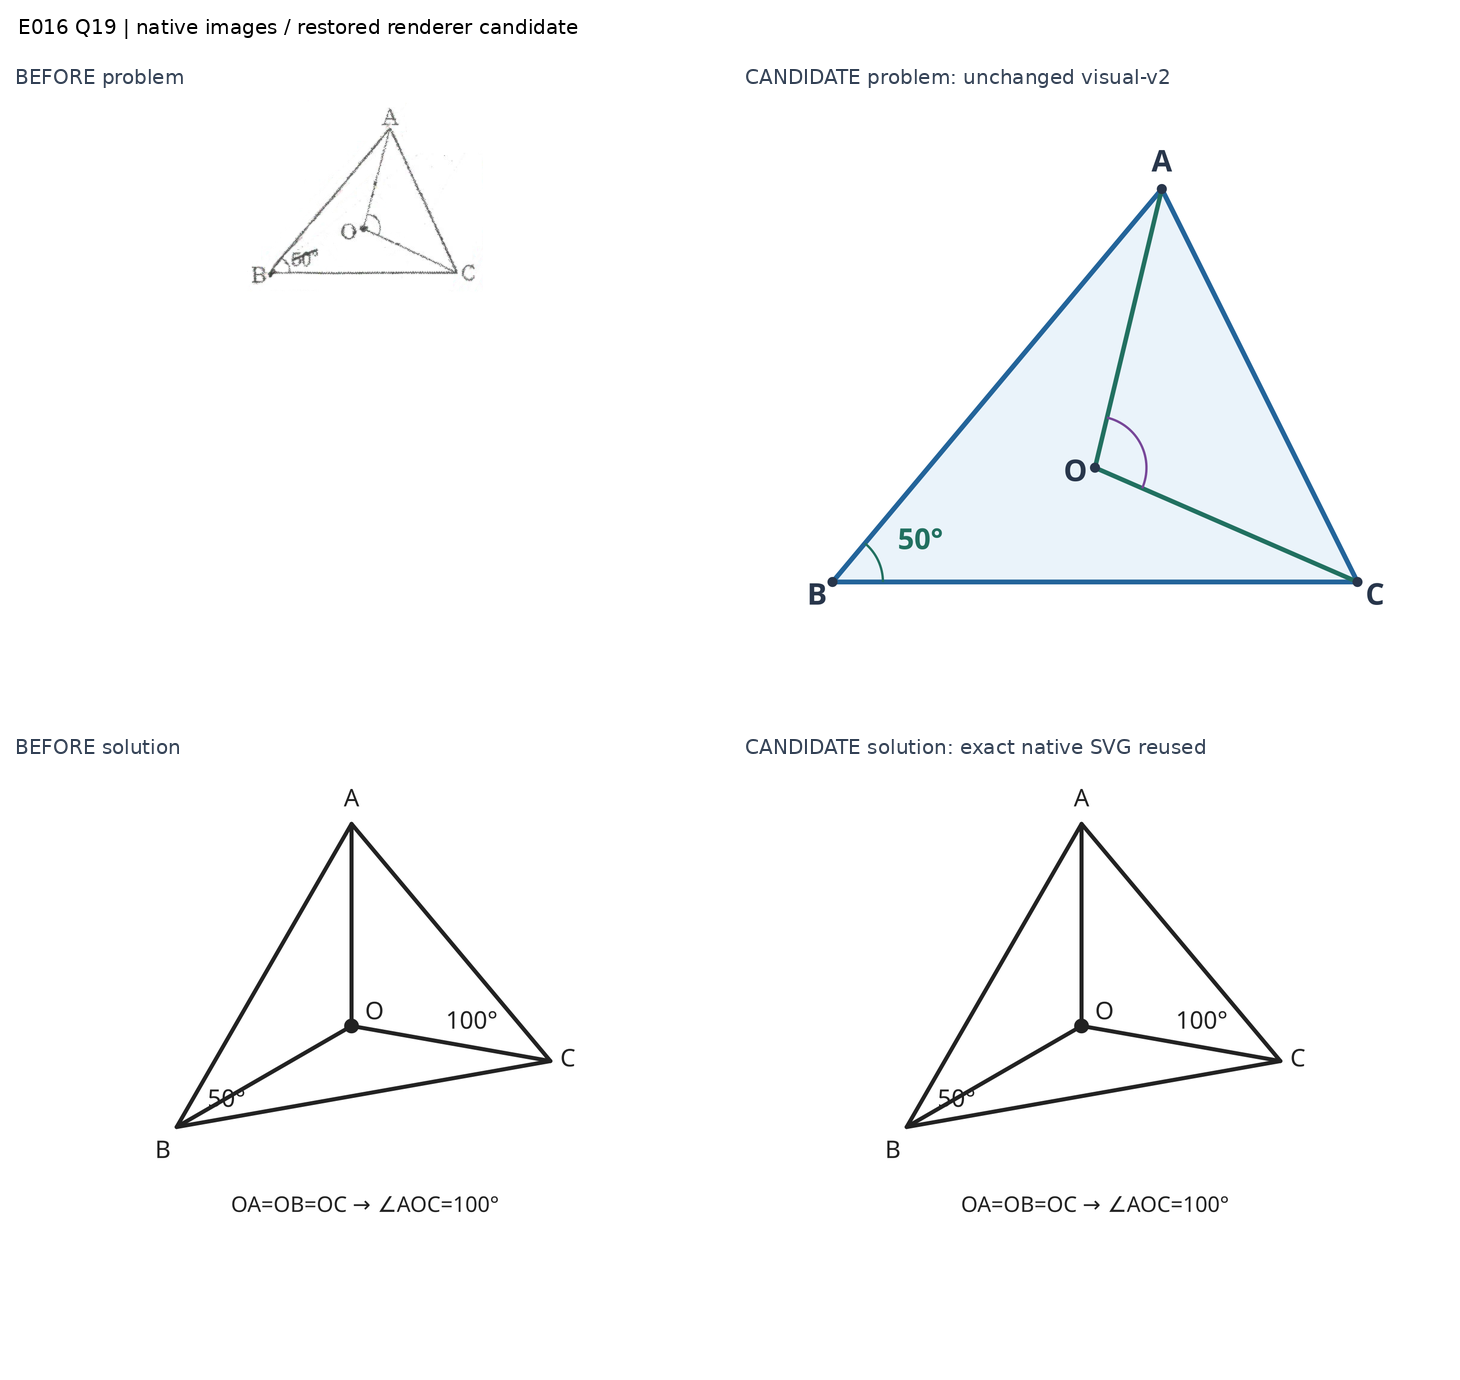 E016 Q19 | native images / restored renderer candidate
BEFORE problem
A
O
50°
B
C
CANDIDATE problem: unchanged visual-v2
A
O
50°
B
C
BEFORE solution
A
O
100°
C
50°
B
OA=OB=OC → ∠AOC=100°
CANDIDATE solution: exact native SVG reused
A
O
100°
C
50°
B
OA=OB=OC → ∠AOC=100°